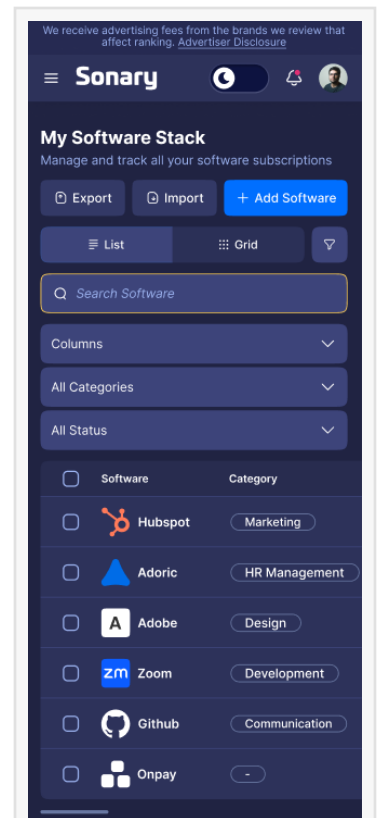 We receive advertising fees from the brands we review that
affect ranking. Advertiser Disclosure
Sonary
My Software Stack
Manage and track all your software subscriptions
Export Import + Add Software
List Grid
Search Software
Columns
All Categories
All Status
Software Category
Hubspot Marketing
Adoric HR Management
A Adobe Design
zm Zoom Development
Github Communication
Onpay -